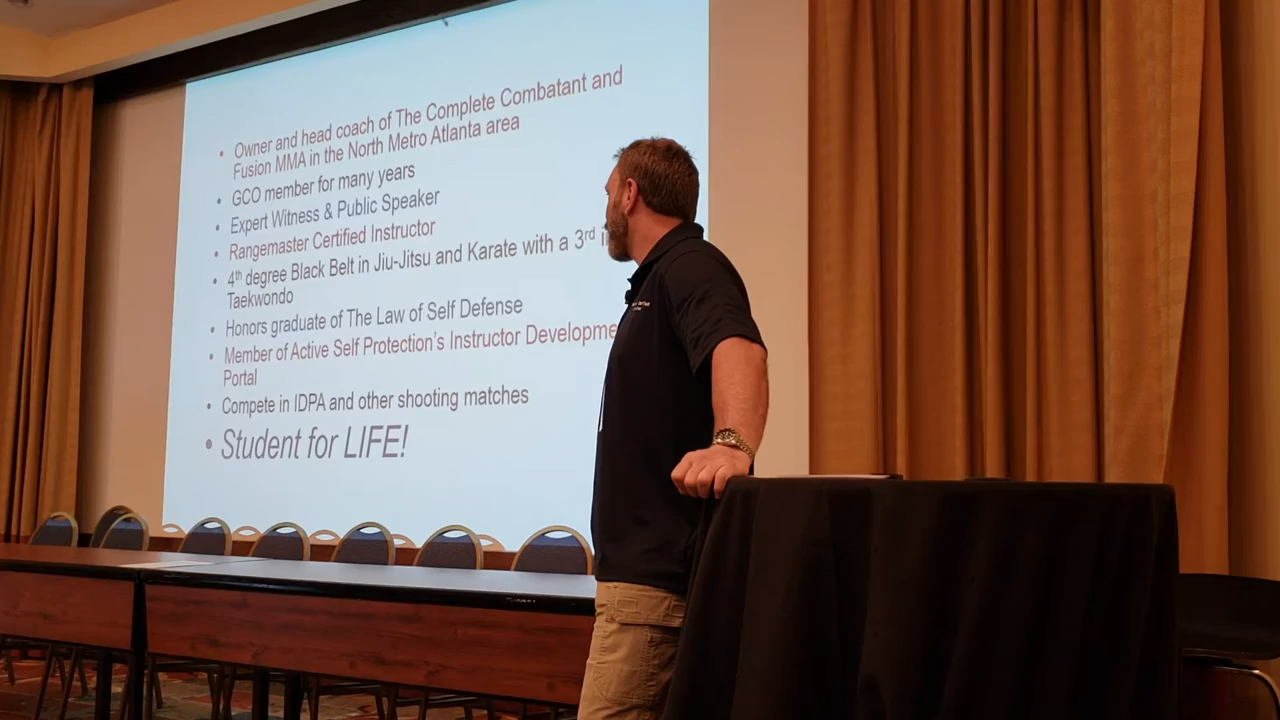 • Owner and head coach of The Complete Combatant and
Fusion MMA in the North Metro Atlanta area
• GCO member for many years
• Expert Witness & Public Speaker
• Rangemaster Certified Instructor
• 4th degree Black Belt in Jiu-Jitsu and Karate with a 3rd
Taekwondo
• Honors graduate of The Law of Self Defense
• Member of Active Self Protection's Instructor Developme
Portal
• Compete in IDPA and other shooting matches
• Student for LIFE!